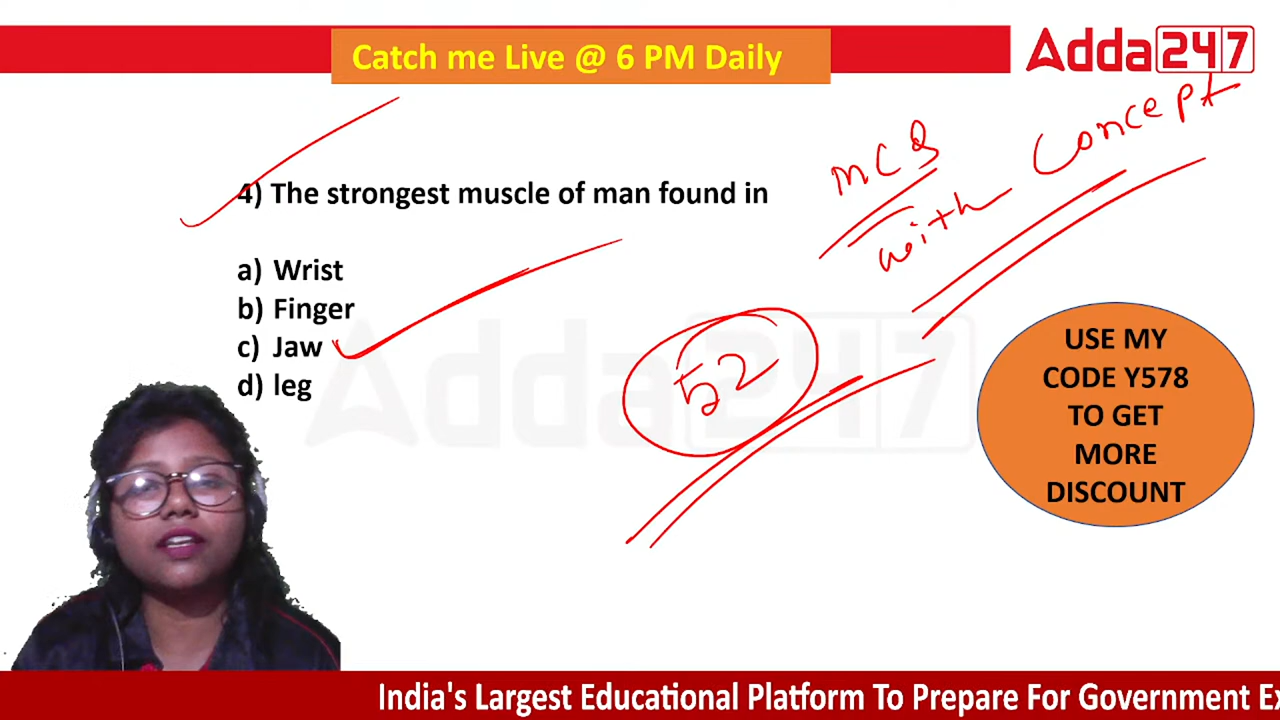 Catch me Live @ 6 PM Daily
Adda247
MCQ
with Concept
4) The strongest muscle of man found in
a) Wrist
b) Finger
c) Jaw
d) leg
52
Adda247
USE MY
CODE Y578
TO GET
MORE
DISCOUNT
India's Largest Educational Platform To Prepare For Government Ex